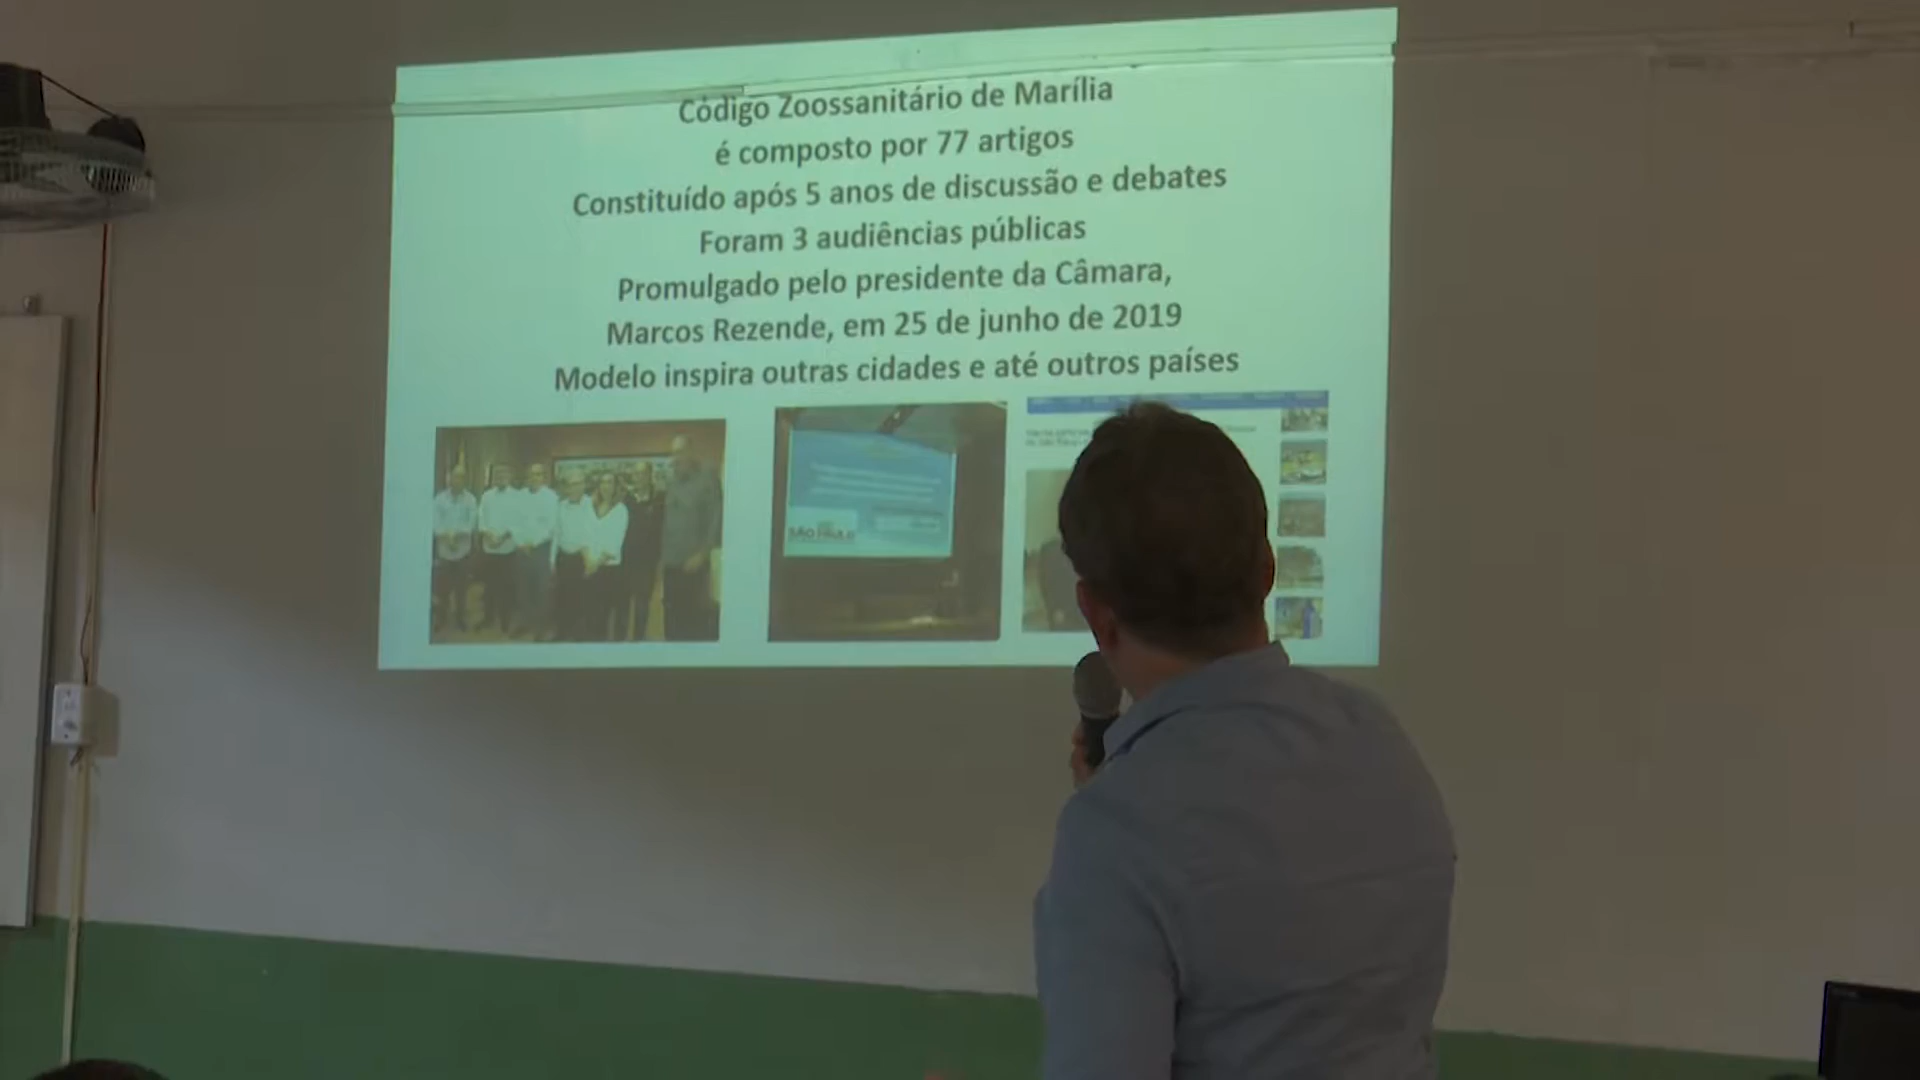 Código Zoossanitário de Marília
é composto por 77 artigos
Constituído após 5 anos de discussão e debates
Foram 3 audiências públicas
Promulgado pelo presidente da Câmara,
Marcos Rezende, em 25 de junho de 2019
Modelo inspira outras cidades e até outros países
SÃO PAULO